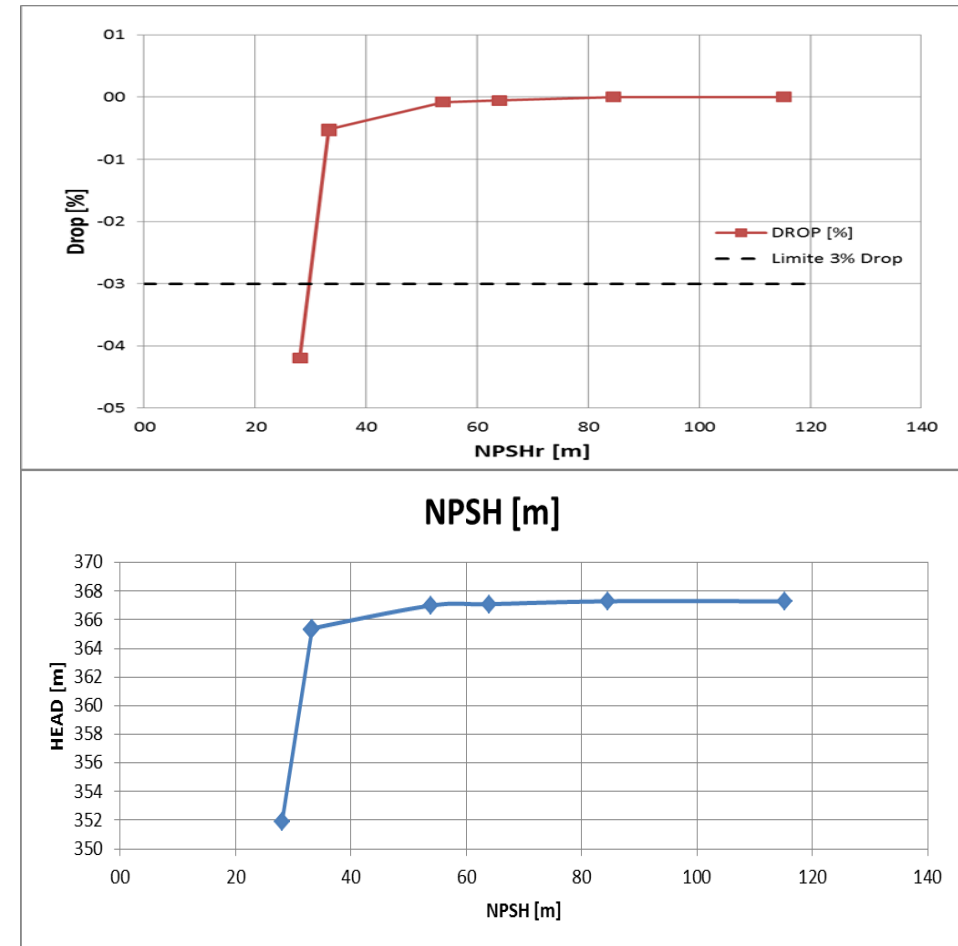 01
00
-01
-02
-03
-04
-05
Drop [%]
DROP [%]
Limite 3% Drop
00 20 40 60 80 100 120 140
NPSHr [m]
NPSH [m]
370
368
366
364
362
360
358
356
354
352
350
HEAD [m]
00 20 40 60 80 100 120 140
NPSH [m]